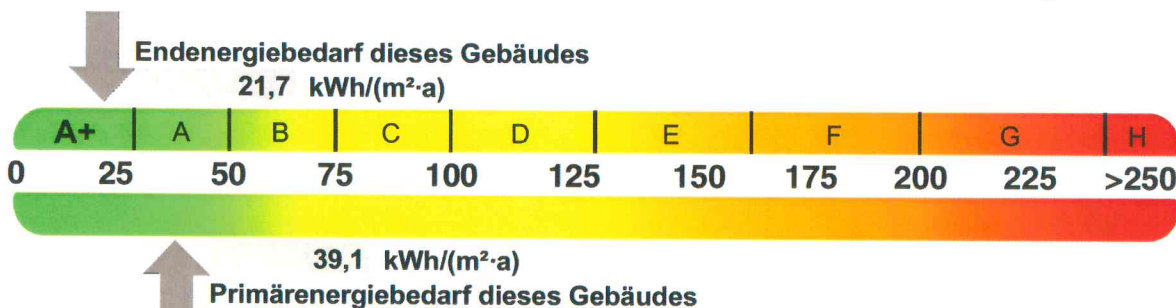 Endenergiebedarf dieses Gebäudes
21,7 kWh/(m²·a)
A+ A B C D E F G H
0 25 50 75 100 125 150 175 200 225 >250
39,1 kWh/(m²·a)
Primärenergiebedarf dieses Gebäudes